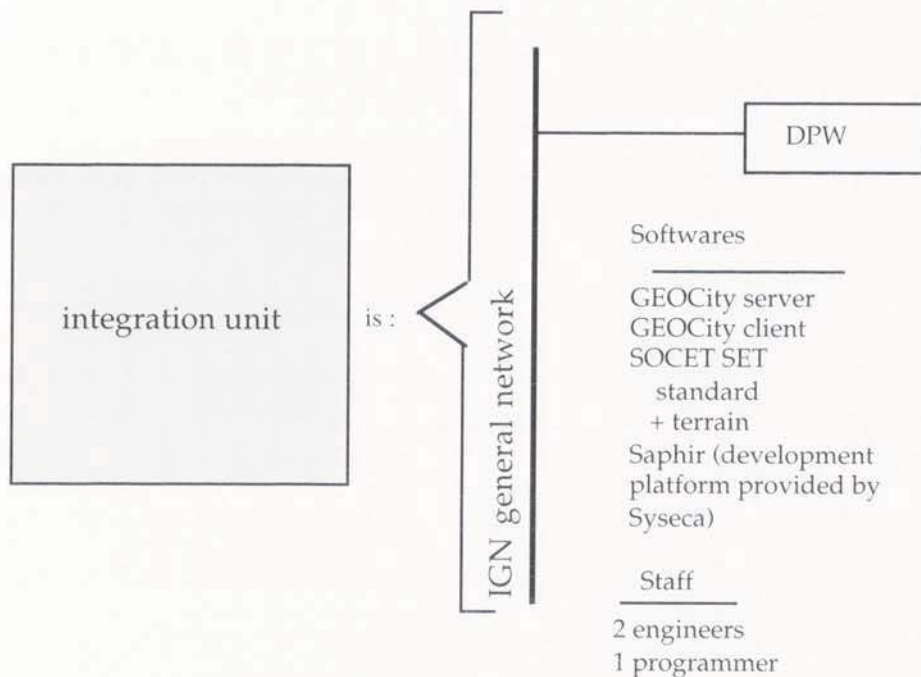 integration unit
is :
IGN general network
DPW
Softwares
GEOCity server
GEOCity client
SOCET SET
standard
+ terrain
Saphir (development
platform provided by
Syseca)
Staff
2 engineers
1 programmer